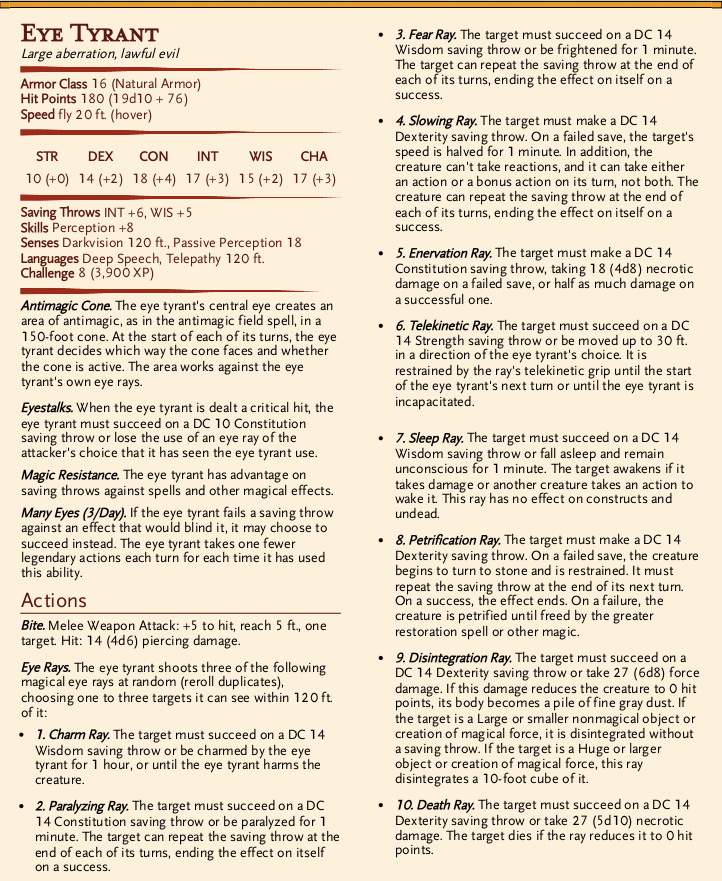 Eye Tyrant
Large aberration, lawful evil
Armor Class 16 (Natural Armor)
Hit Points 180 (19d10 + 76)
Speed fly 20 ft. (hover)
STR DEX CON INT WIS CHA
10 (+0) 14 (+2) 18 (+4) 17 (+3) 15 (+2) 17 (+3)
Saving Throws INT +6, WIS +5
Skills Perception +8
Senses Darkvision 120 ft., Passive Perception 18
Languages Deep Speech, Telepathy 120 ft.
Challenge 8 (3,900 XP)
Antimagic Cone. The eye tyrant's central eye creates an
area of antimagic, as in the antimagic field spell, in a
150-foot cone. At the start of each of its turns, the eye
tyrant decides which way the cone faces and whether
the cone is active. The area works against the eye
tyrant's own eye rays.
Eyestalks. When the eye tyrant is dealt a critical hit, the
eye tyrant must succeed on a DC 10 Constitution
saving throw or lose the use of an eye ray of the
attacker's choice that it has seen the eye tyrant use.
Magic Resistance. The eye tyrant has advantage on
saving throws against spells and other magical effects.
Many Eyes (3/Day). If the eye tyrant fails a saving throw
against an effect that would blind it, it may choose to
succeed instead. The eye tyrant takes one fewer
legendary actions each turn for each time it has used
this ability.
Actions
Bite. Melee Weapon Attack: +5 to hit, reach 5 ft., one
target. Hit: 14 (4d6) piercing damage.
Eye Rays. The eye tyrant shoots three of the following
magical eye rays at random (reroll duplicates),
choosing one to three targets it can see within 120 ft.
of it:
• 1. Charm Ray. The target must succeed on a DC 14
Wisdom saving throw or be charmed by the eye
tyrant for 1 hour, or until the eye tyrant harms the
creature.
• 2. Paralyzing Ray. The target must succeed on a DC
14 Constitution saving throw or be paralyzed for 1
minute. The target can repeat the saving throw at the
end of each of its turns, ending the effect on itself
on a success.
• 3. Fear Ray. The target must succeed on a DC 14
Wisdom saving throw or be frightened for 1 minute.
The target can repeat the saving throw at the end of
each of its turns, ending the effect on itself on a
success.
• 4. Slowing Ray. The target must make a DC 14
Dexterity saving throw. On a failed save, the target's
speed is halved for 1 minute. In addition, the
creature can't take reactions, and it can take either
an action or a bonus action on its turn, not both. The
creature can repeat the saving throw at the end of
each of its turns, ending the effect on itself on a
success.
• 5. Enervation Ray. The target must make a DC 14
Constitution saving throw, taking 18 (4d8) necrotic
damage on a failed save, or half as much damage on
a successful one.
• 6. Telekinetic Ray. The target must succeed on a DC
14 Strength saving throw or be moved up to 30 ft.
in a direction of the eye tyrant's choice. It is
restrained by the ray's telekinetic grip until the start
of the eye tyrant's next turn or until the eye tyrant is
incapacitated.
• 7. Sleep Ray. The target must succeed on a DC 14
Wisdom saving throw or fall asleep and remain
unconscious for 1 minute. The target awakens if it
takes damage or another creature takes an action to
wake it. This ray has no effect on constructs and
undead.
• 8. Petrification Ray. The target must make a DC 14
Dexterity saving throw. On a failed save, the creature
begins to turn to stone and is restrained. It must
repeat the saving throw at the end of its next turn.
On a success, the effect ends. On a failure, the
creature is petrified until freed by the greater
restoration spell or other magic.
• 9. Disintegration Ray. The target must succeed on a
DC 14 Dexterity saving throw or take 27 (6d8) force
damage. If this damage reduces the creature to 0 hit
points, its body becomes a pile of fine gray dust. If
the target is a Large or smaller nonmagical object or
creation of magical force, it is disintegrated without
a saving throw. If the target is a Huge or larger
object or creation of magical force, this ray
disintegrates a 10-foot cube of it.
• 10. Death Ray. The target must succeed on a DC 14
Dexterity saving throw or take 27 (5d10) necrotic
damage. The target dies if the ray reduces it to 0 hit
points.